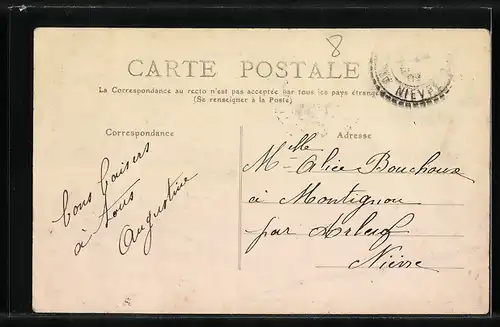 8
CARTE POSTALE
La Correspondance au recto n'est pas acceptée par tous les pays étrangers
(Se renseigner à la Poste)
NIÈVRE
Correspondance
Adresse
Bons baisers
à tous
Augustine
Mlle Alice Bouchoux
à Montignon
par Arleuf
Nièvre